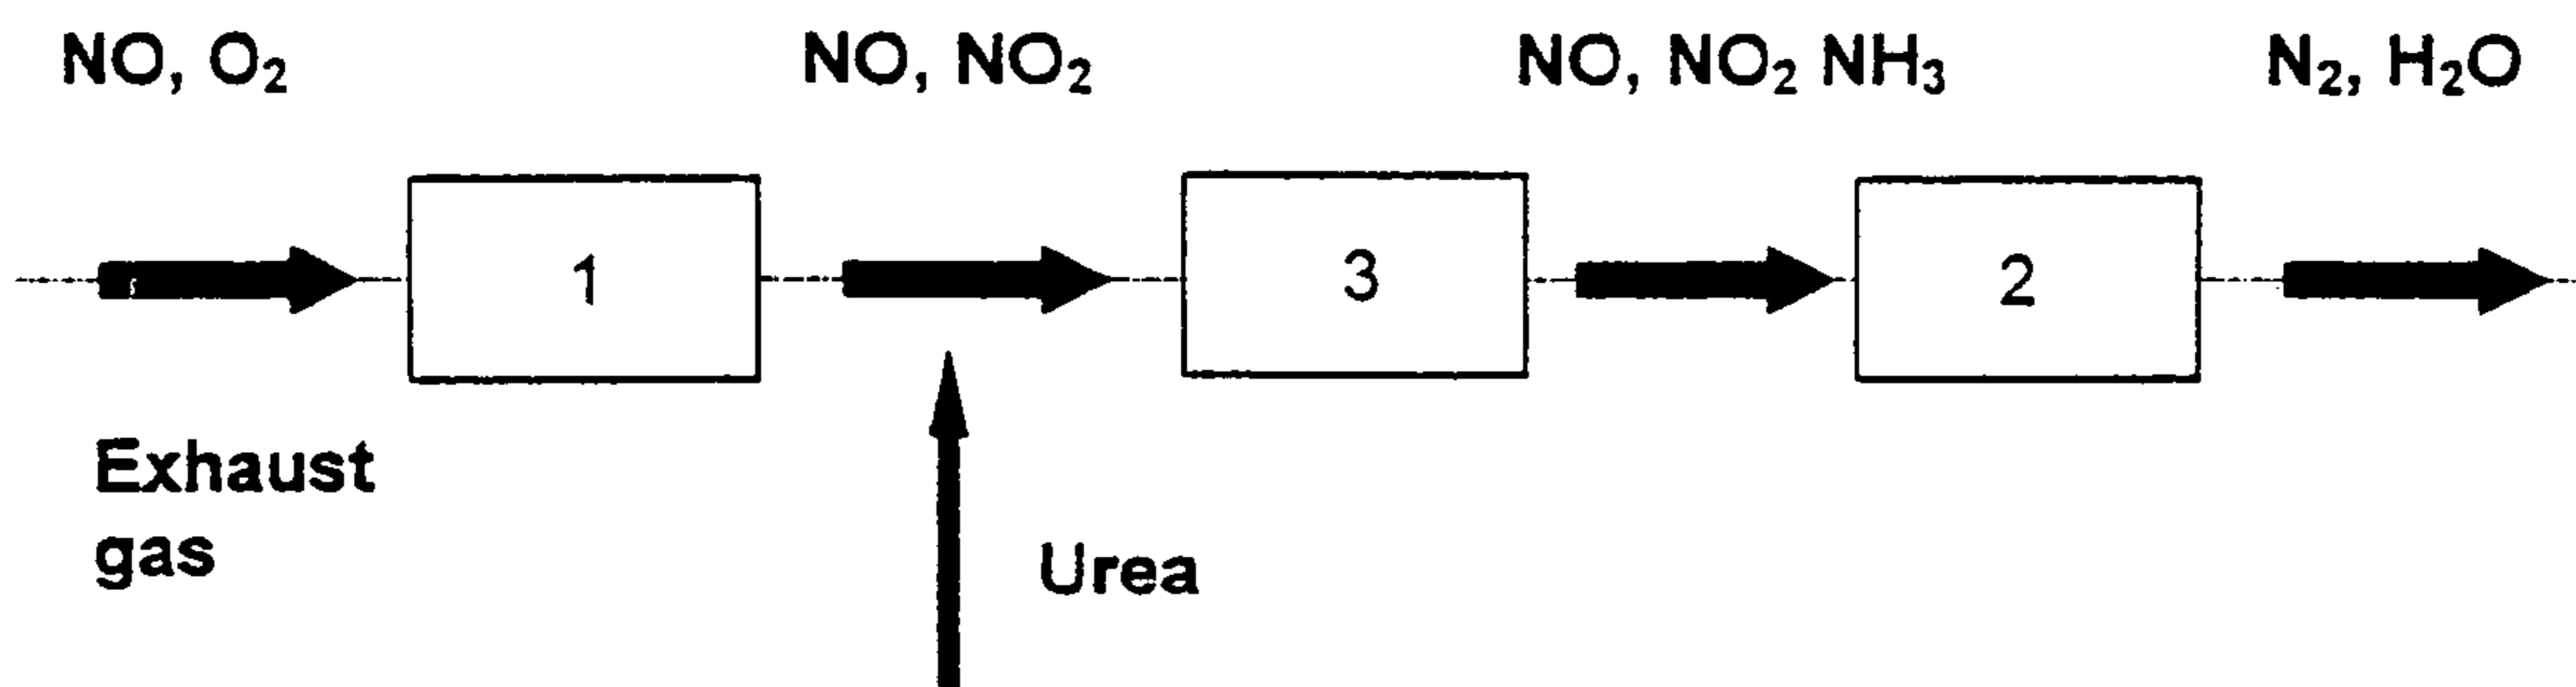 NO, O₂
NO, NO₂
NO, NO₂ NH₃
N₂, H₂O
1
3
2
Exhaust
gas
Urea